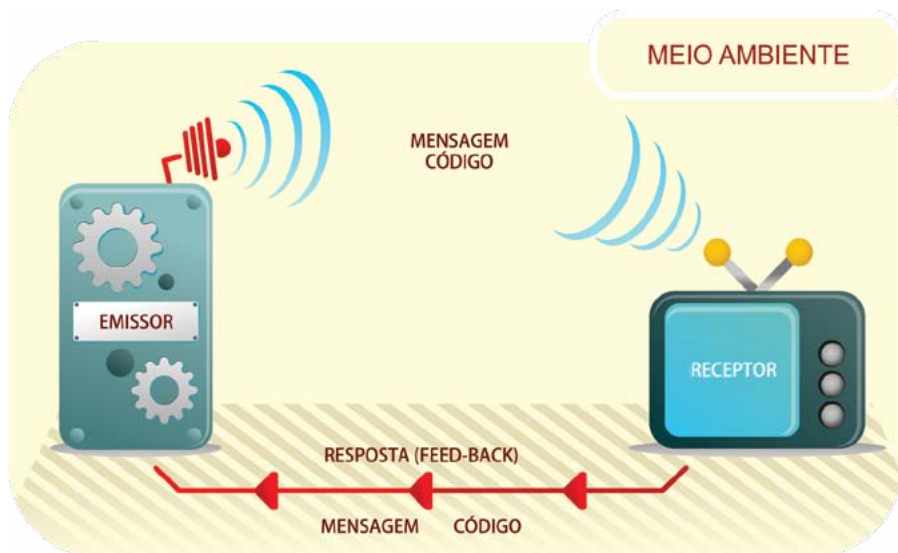 MEIO AMBIENTE
MENSAGEM
CÓDIGO
EMISSOR
RECEPTOR
RESPOSTA (FEED-BACK)
MENSAGEM CÓDIGO